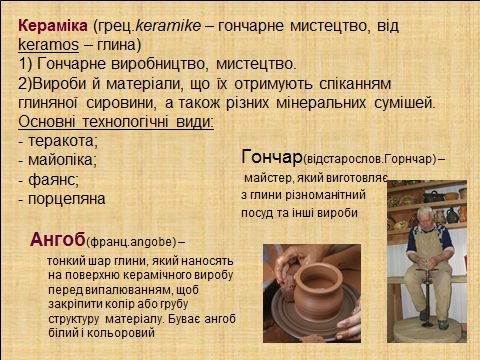 Кераміка (грец.keramike – гончарне мистецтво, від
keramos – глина)
1) Гончарне виробництво, мистецтво.
2)Вироби й матеріали, що їх отримують спіканням
глиняної сировини, а також різних мінеральних сумішей.
Основні технологічні види:
- теракота;
- майоліка;
- фаянс;
- порцеляна
Гончар(відстарослов.Горнчар) –
майстер, який виготовляє
з глини різноманітний
посуд та інші вироби
Ангоб(франц.angobe) –
тонкий шар глини, який наносять
на поверхню керамічного виробу
перед випалюванням, щоб
закріпити колір або грубу
структуру матеріалу. Буває ангоб
білий і кольоровий